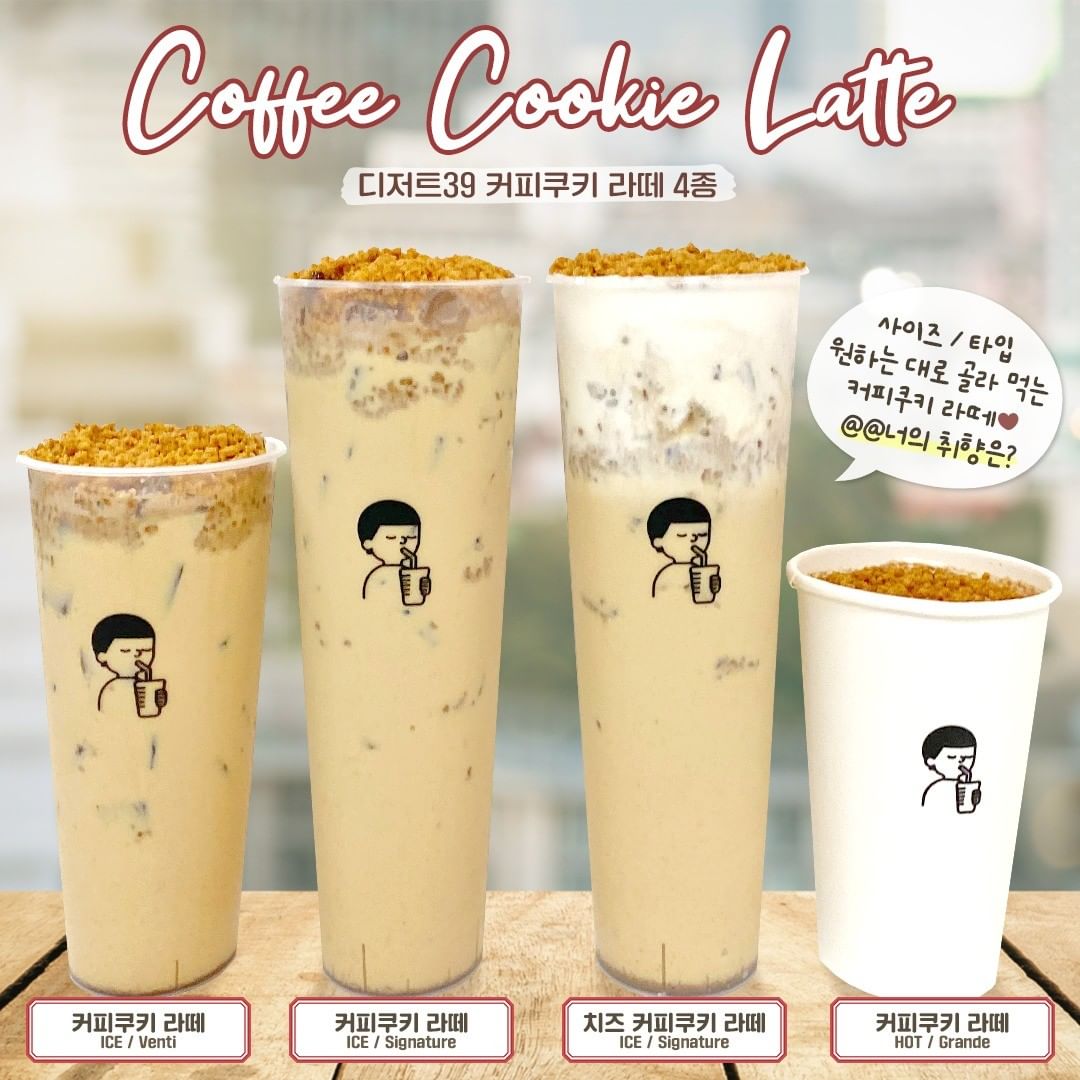 Coffee Cookie Latte
디저트39 커피쿠키 라떼 4종
사이즈 / 타입
원하는 대로 골라 먹는
커피쿠키 라떼❤
@@너의 취향은?
커피쿠키 라떼
ICE / Venti
커피쿠키 라떼
ICE / Signature
치즈 커피쿠키 라떼
ICE / Signature
커피쿠키 라떼
HOT / Grande